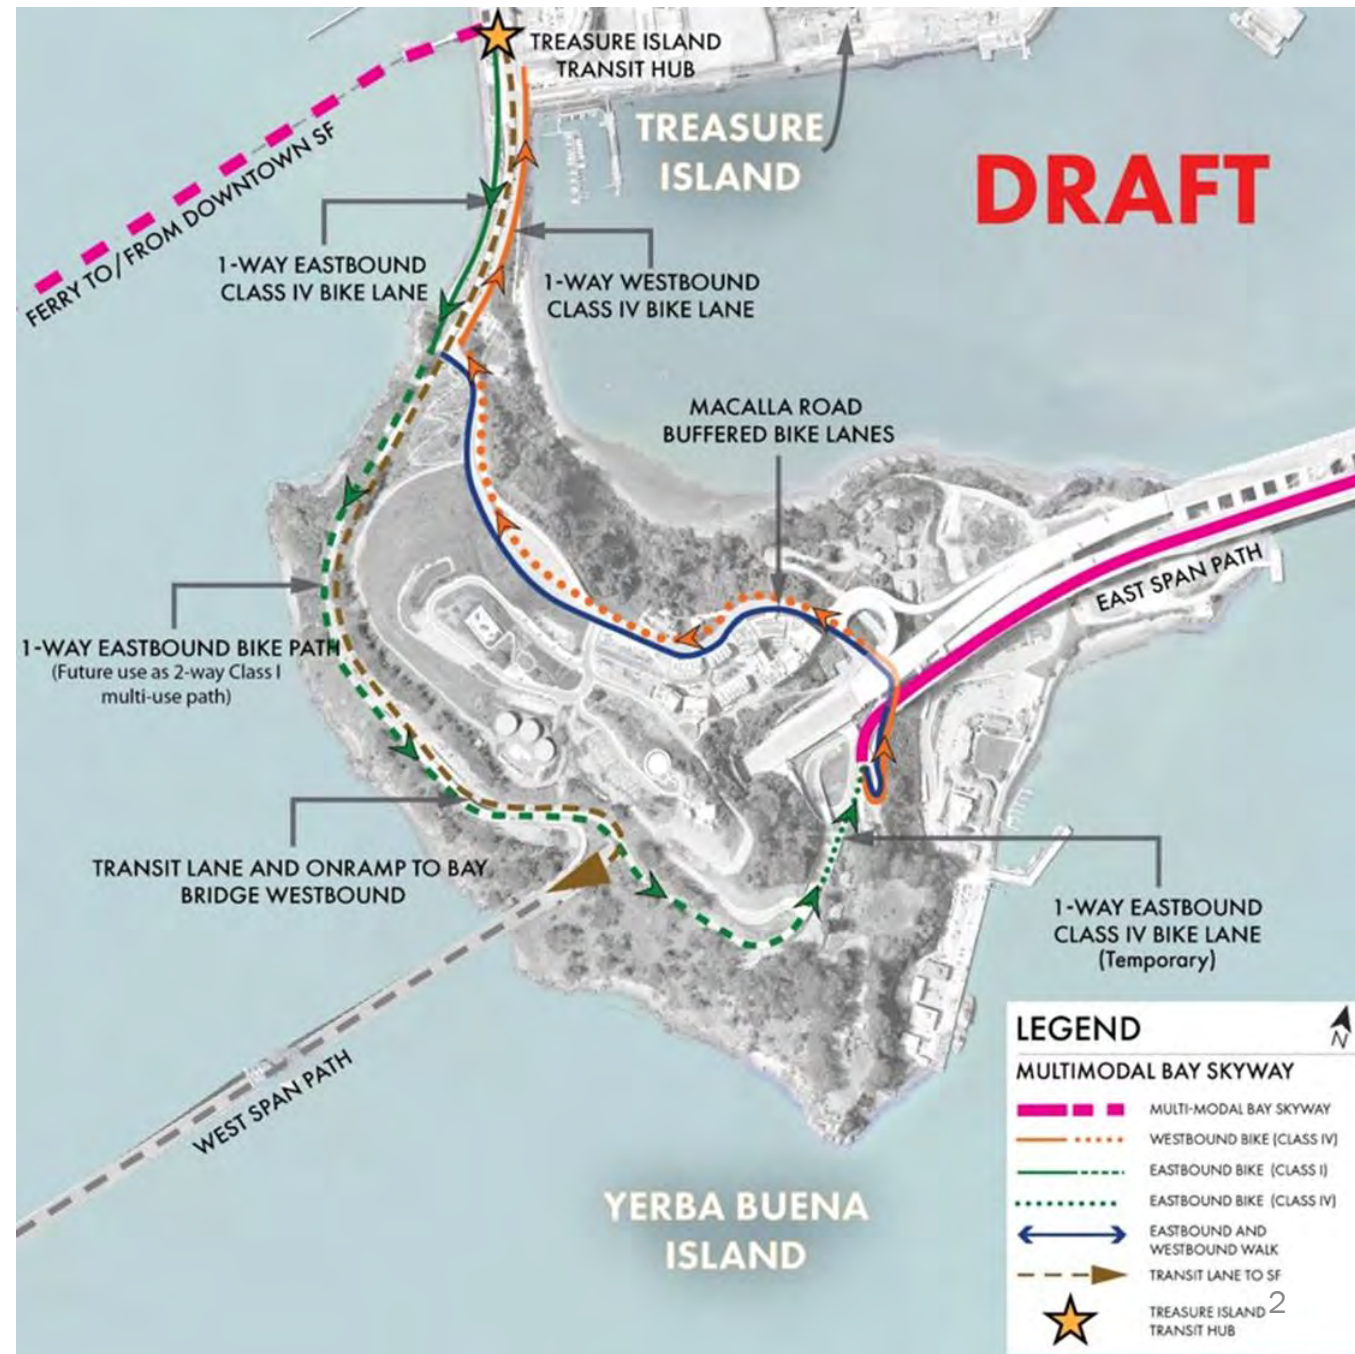 TREASURE ISLAND
TRANSIT HUB
TREASURE
ISLAND
DRAFT
FERRY TO/FROM DOWNTOWN SF
1-WAY EASTBOUND
CLASS IV BIKE LANE
1-WAY WESTBOUND
CLASS IV BIKE LANE
MACALLA ROAD
BUFFERED BIKE LANES
EAST SPAN PATH
1-WAY EASTBOUND BIKE PATH
(Future use as 2-way Class I
multi-use path)
TRANSIT LANE AND ONRAMP TO BAY
BRIDGE WESTBOUND
1-WAY EASTBOUND
CLASS IV BIKE LANE
(Temporary)
WEST SPAN PATH
YERBA BUENA
ISLAND
LEGEND
N
MULTIMODAL BAY SKYWAY
MULTI-MODAL BAY SKYWAY
WESTBOUND BIKE (CLASS IV)
EASTBOUND BIKE (CLASS I)
EASTBOUND BIKE (CLASS IV)
EASTBOUND AND
WESTBOUND WALK
TRANSIT LANE TO SF
TREASURE ISLAND
TRANSIT HUB
2